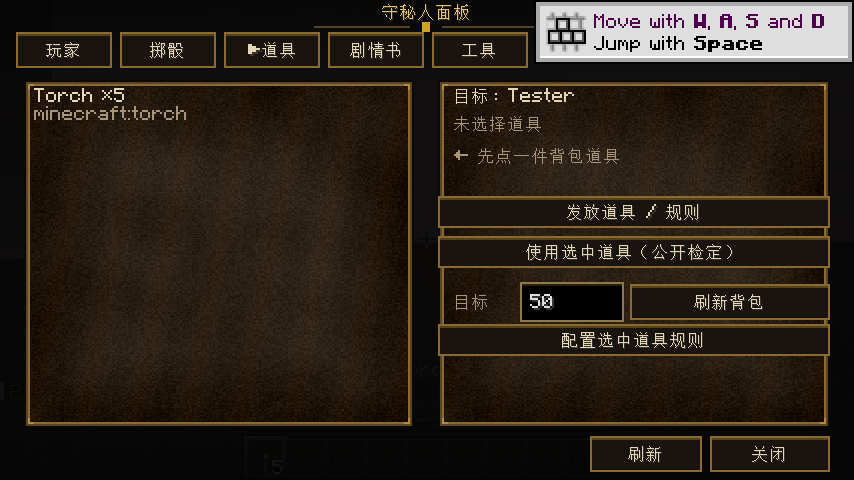 守秘人面板
Move with W, A, S and D
Jump with Space
玩家
掷骰
▶道具
剧情书
工具
Torch ×5
minecraft:torch
目标：Tester
未选择道具
← 先点一件背包道具
发放道具 / 规则
使用选中道具（公开检定）
目标
50
刷新背包
配置选中道具规则
5
刷新
关闭